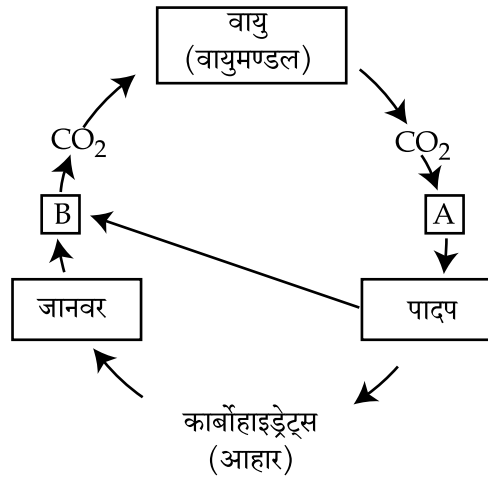 वायु
(वायुमण्डल)
CO₂
CO₂
B
A
जानवर
पादप
कार्बोहाइड्रेट्स
(आहार)